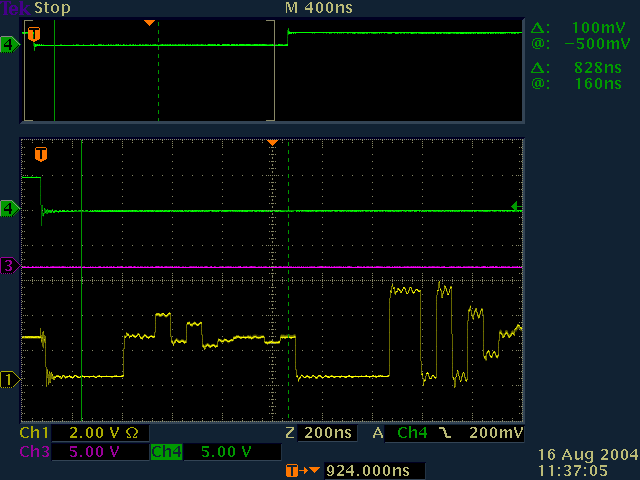 Tek Stop M 400ns
Δ: 100mV
@: −500mV
Δ: 828ns
@: 160ns
T
4
T
4
3
1
Ch1 2.00 V Ω Z 200ns A Ch4 200mV
Ch3 5.00 V Ch4 5.00 V
T 924.000ns
16 Aug 2004
11:37:05